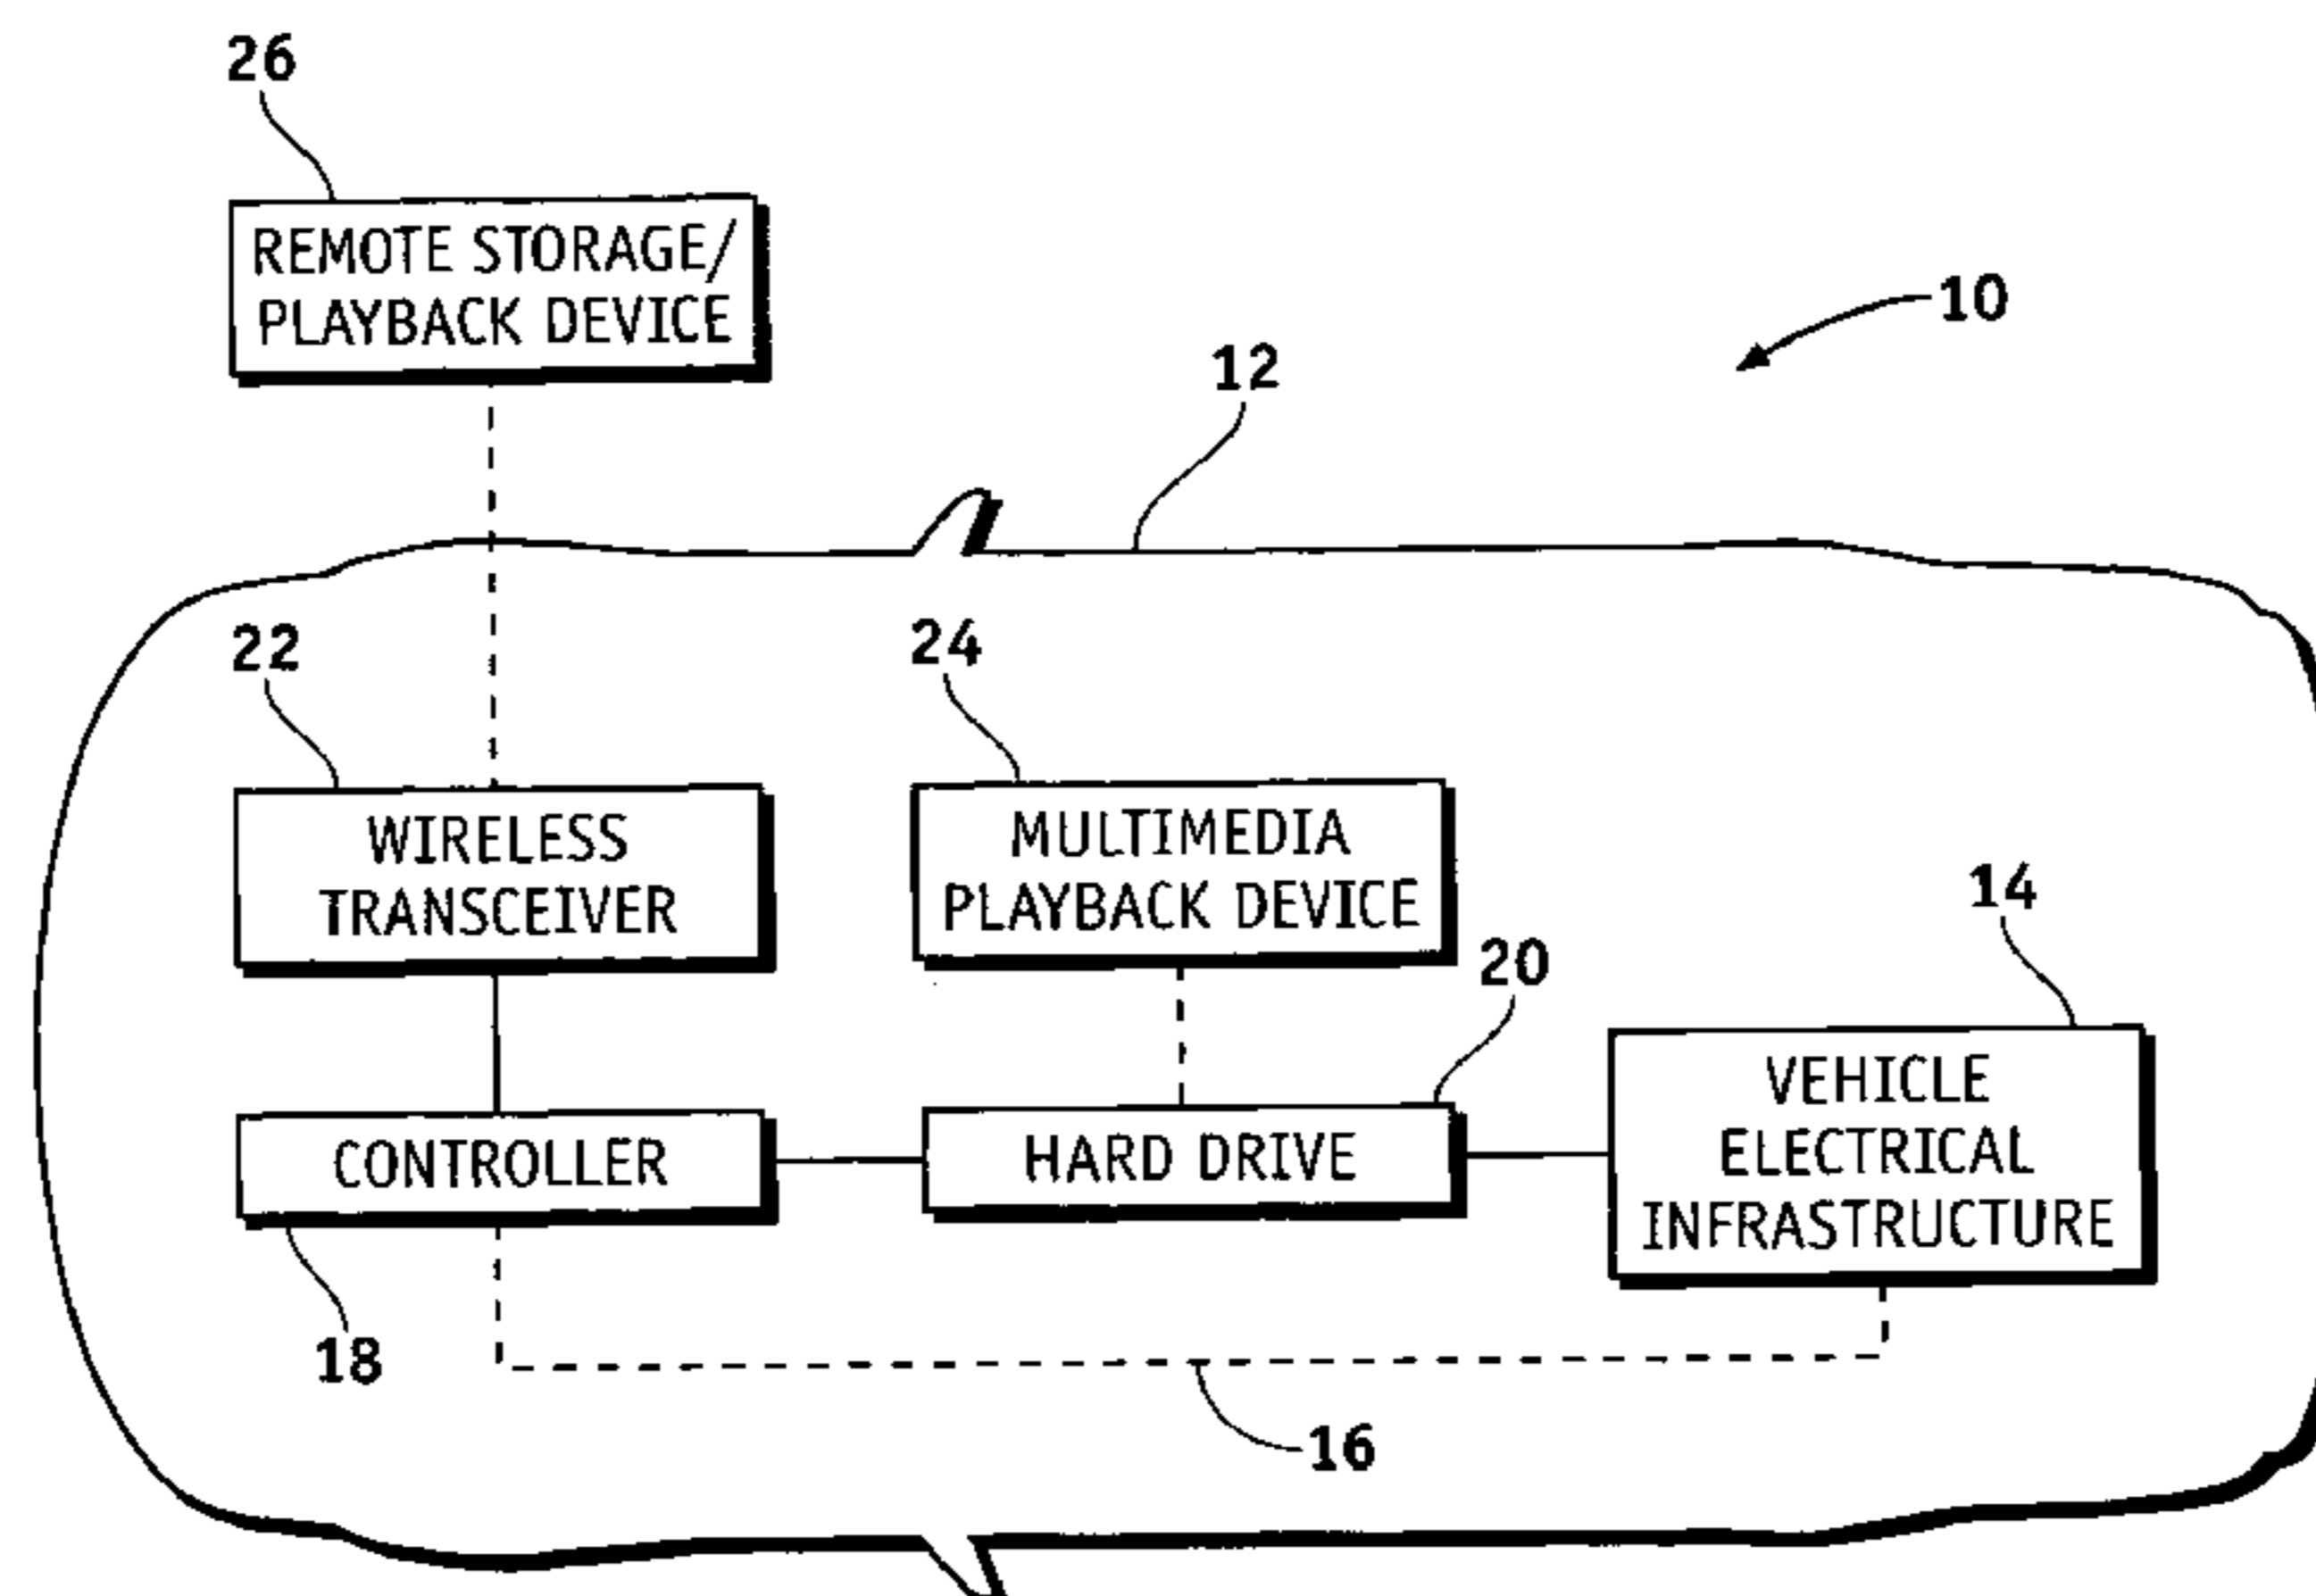 26
REMOTE STORAGE/
PLAYBACK DEVICE
10
12
22
24
WIRELESS
TRANSCEIVER
MULTIMEDIA
PLAYBACK DEVICE
14
20
VEHICLE
ELECTRICAL
INFRASTRUCTURE
CONTROLLER
HARD DRIVE
18
16